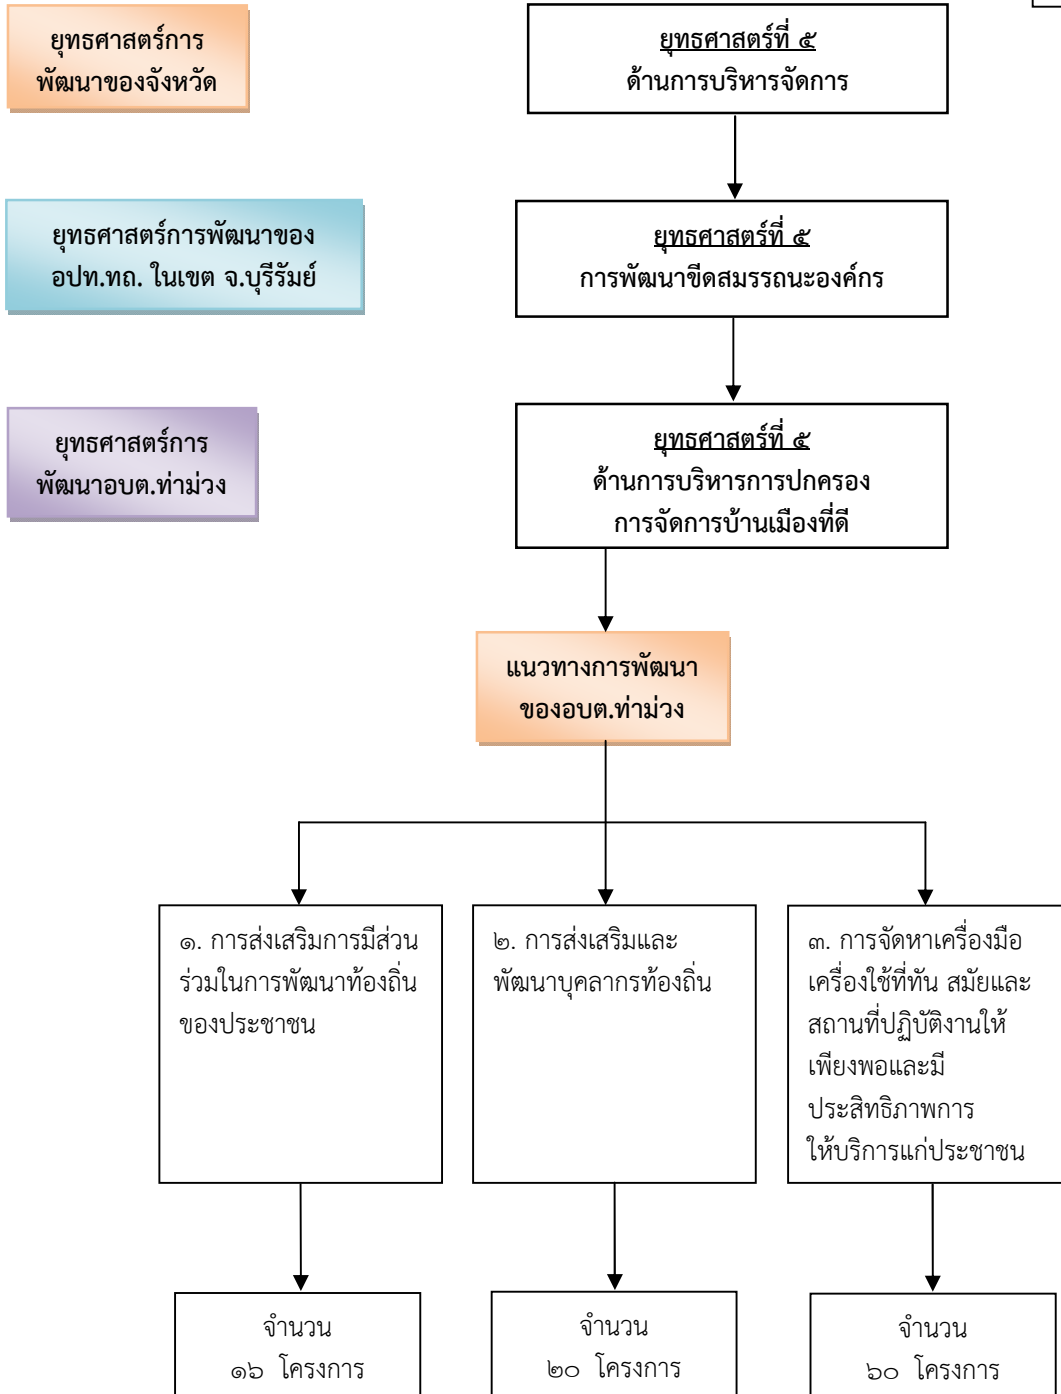 ยุทธศาสตร์การ
พัฒนาของจังหวัด
ยุทธศาสตร์ที่ ๕
ด้านการบริหารจัดการ
ยุทธศาสตร์การพัฒนาของ
อปท.ทถ. ในเขต จ.บุรีรัมย์
ยุทธศาสตร์ที่ ๕
การพัฒนาขีดสมรรถนะองค์กร
ยุทธศาสตร์การ
พัฒนาอบต.ท่าม่วง
ยุทธศาสตร์ที่ ๕
ด้านการบริหารการปกครอง
การจัดการบ้านเมืองที่ดี
แนวทางการพัฒนา
ของอบต.ท่าม่วง
๑. การส่งเสริมการมีส่วน
ร่วมในการพัฒนาท้องถิ่น
ของประชาชน
๒. การส่งเสริมและ
พัฒนาบุคลากรท้องถิ่น
๓. การจัดหาเครื่องมือ
เครื่องใช้ที่ทัน สมัยและ
สถานที่ปฏิบัติงานให้
เพียงพอและมี
ประสิทธิภาพการ
ให้บริการแก่ประชาชน
จำนวน
๑๖ โครงการ
จำนวน
๒๐ โครงการ
จำนวน
๖๐ โครงการ